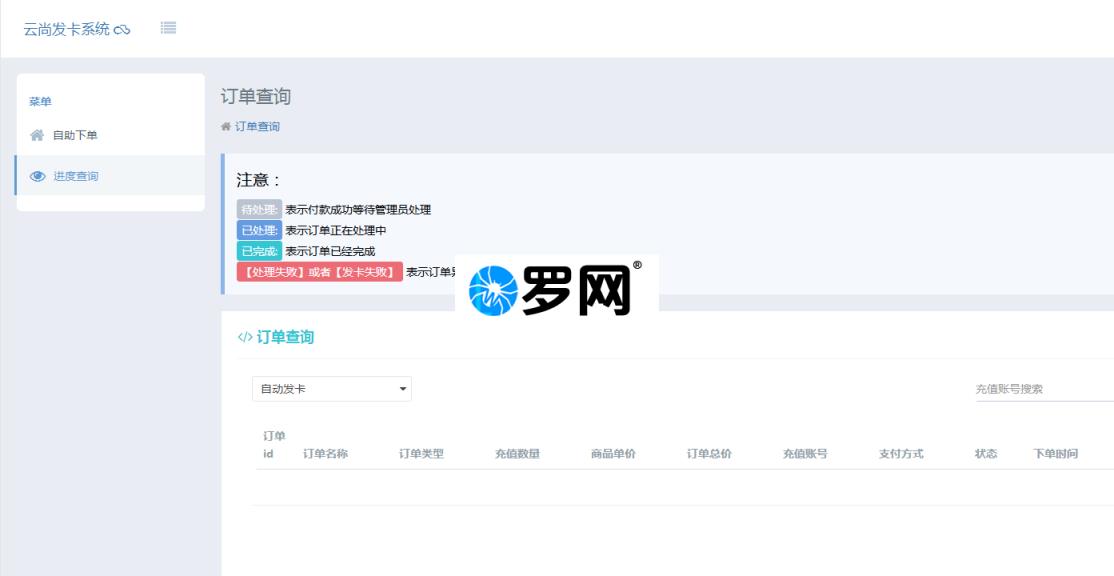 云尚发卡系统
菜单
自助下单
进度查询
订单查询
订单查询
注意：
待处理: 表示付款成功等待管理员处理
已处理: 表示订单正在处理中
已完成: 表示订单已经完成
【处理失败】或者【发卡失败】 表示订单
罗网®
</> 订单查询
自动发卡
充值账号搜索
订单
id 订单名称 订单类型 充值数量 商品单价 订单总价 充值账号 支付方式 状态 下单时间